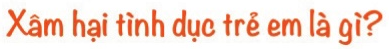 Xâm hại tình dục trẻ em là gì?